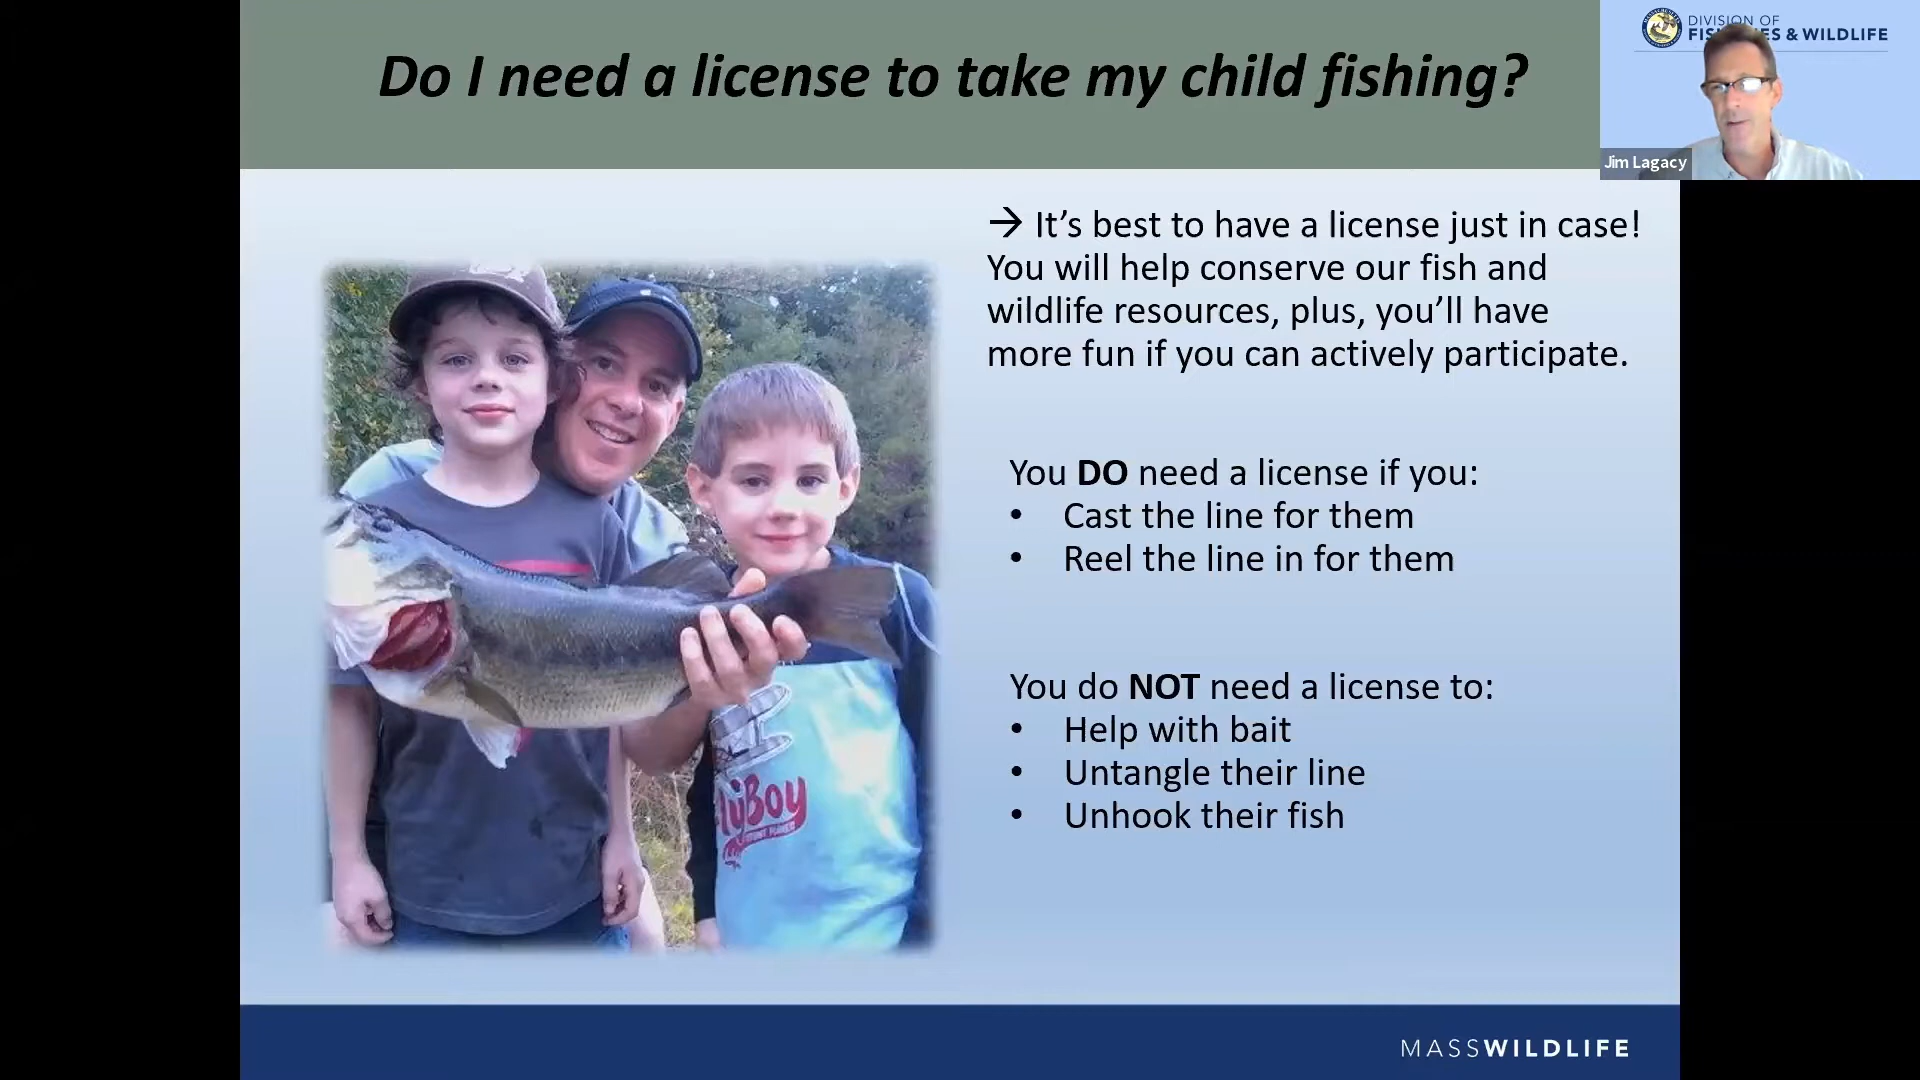 Do I need a license to take my child fishing?
DIVISION OF
& WILDLIFE
Jim Lagacy
→ It’s best to have a license just in case!
You will help conserve our fish and
wildlife resources, plus, you’ll have
more fun if you can actively participate.
You DO need a license if you:
• Cast the line for them
• Reel the line in for them
You do NOT need a license to:
• Help with bait
• Untangle their line
• Unhook their fish
MASSWILDLIFE